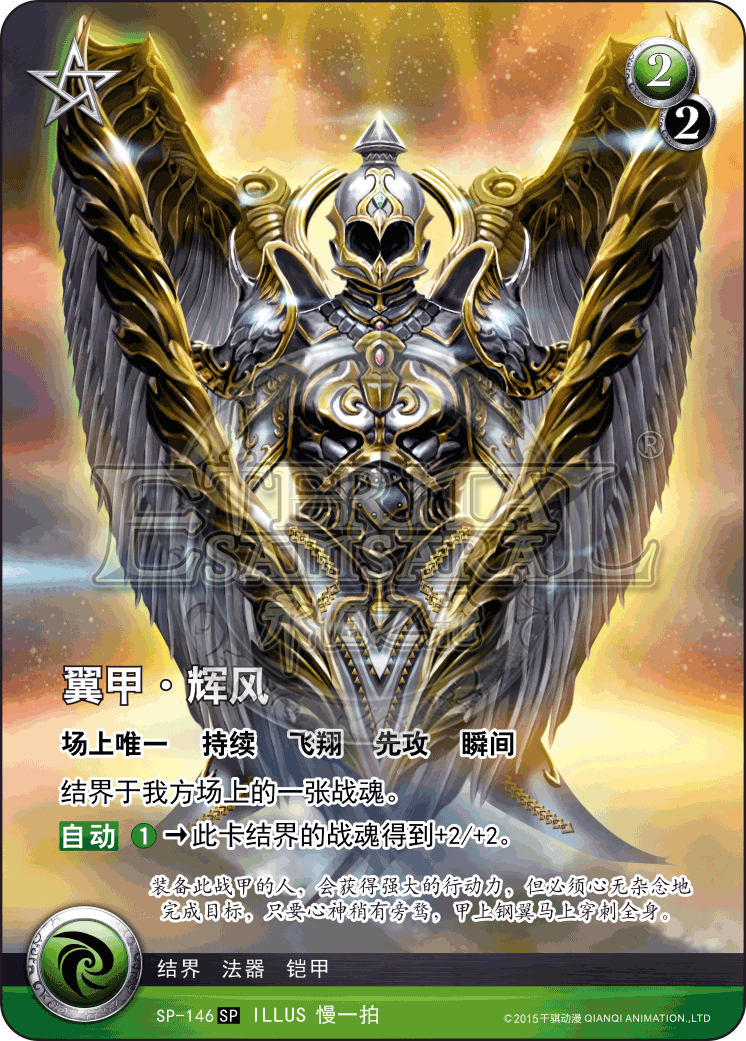 2
2
®
ETERNAL
SAMSARA
翼甲·辉风
场上唯一 持续 飞翔 先攻 瞬间
结界于我方场上的一张战魂。
自动 1 →此卡结界的战魂得到+2/+2。
装备此战甲的人，会获得强大的行动力，但必须心无杂念地
完成目标，只要心神稍有旁骛，甲上钢翼马上穿刺全身。
结界 法器 铠甲
SP-146 SP ILLUS 慢一拍
©2015千骐动漫 QIANQI ANIMATION.,LTD